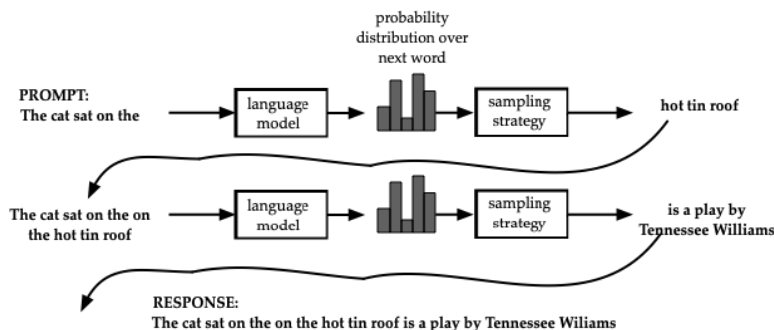 probability
distribution over
next word
PROMPT:
The cat sat on the
language
model
sampling
strategy
hot tin roof
The cat sat on the on
the hot tin roof
language
model
sampling
strategy
is a play by
Tennessee Williams
RESPONSE:
The cat sat on the on the hot tin roof is a play by Tennessee Wiliams